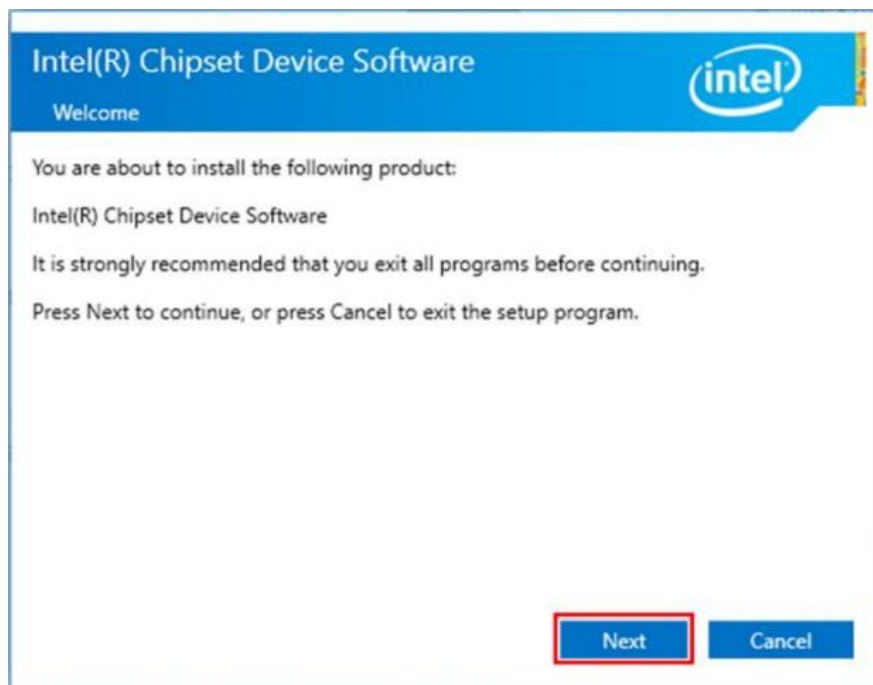 Intel(R) Chipset Device Software
intel
Welcome
You are about to install the following product:
Intel(R) Chipset Device Software
It is strongly recommended that you exit all programs before continuing.
Press Next to continue, or press Cancel to exit the setup program.
Next
Cancel